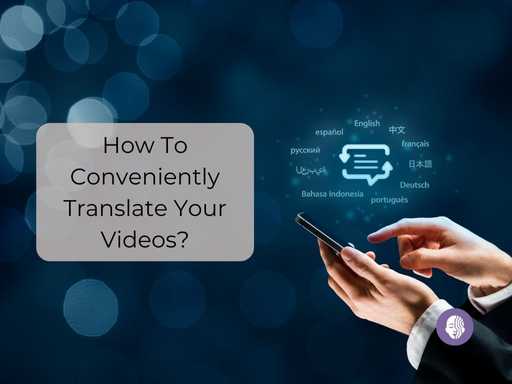 How To
Conveniently
Translate Your
Videos?
English
español
中文
русский
français
日本語
Deutsch
Bahasa Indonesia
português